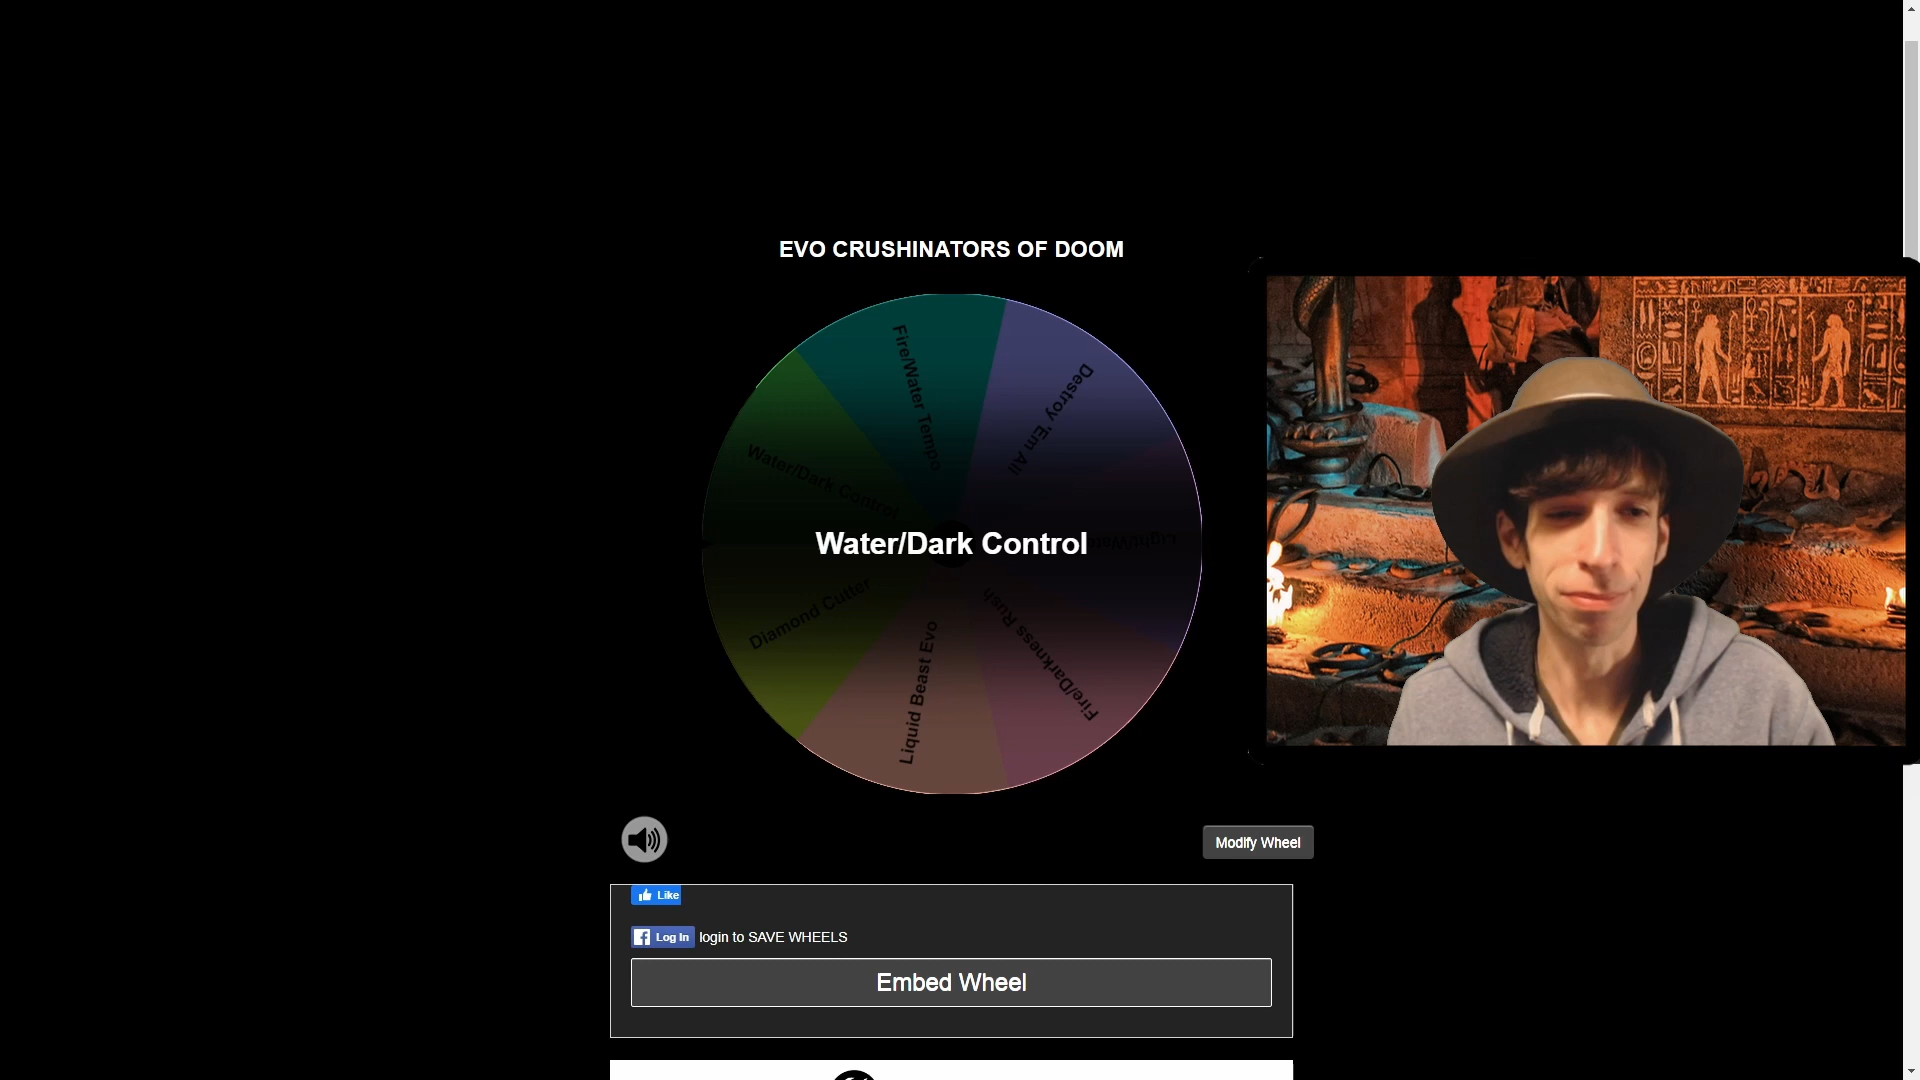 EVO CRUSHINATORS OF DOOM
Fire/Water Tempo
Destroy 'Em All
Water/Dark Control
Water/Dark Control
Diamond Cutter
Liquid Beast Evo
Fire/Darkness Rush
Modify Wheel
Like
Log In login to SAVE WHEELS
Embed Wheel